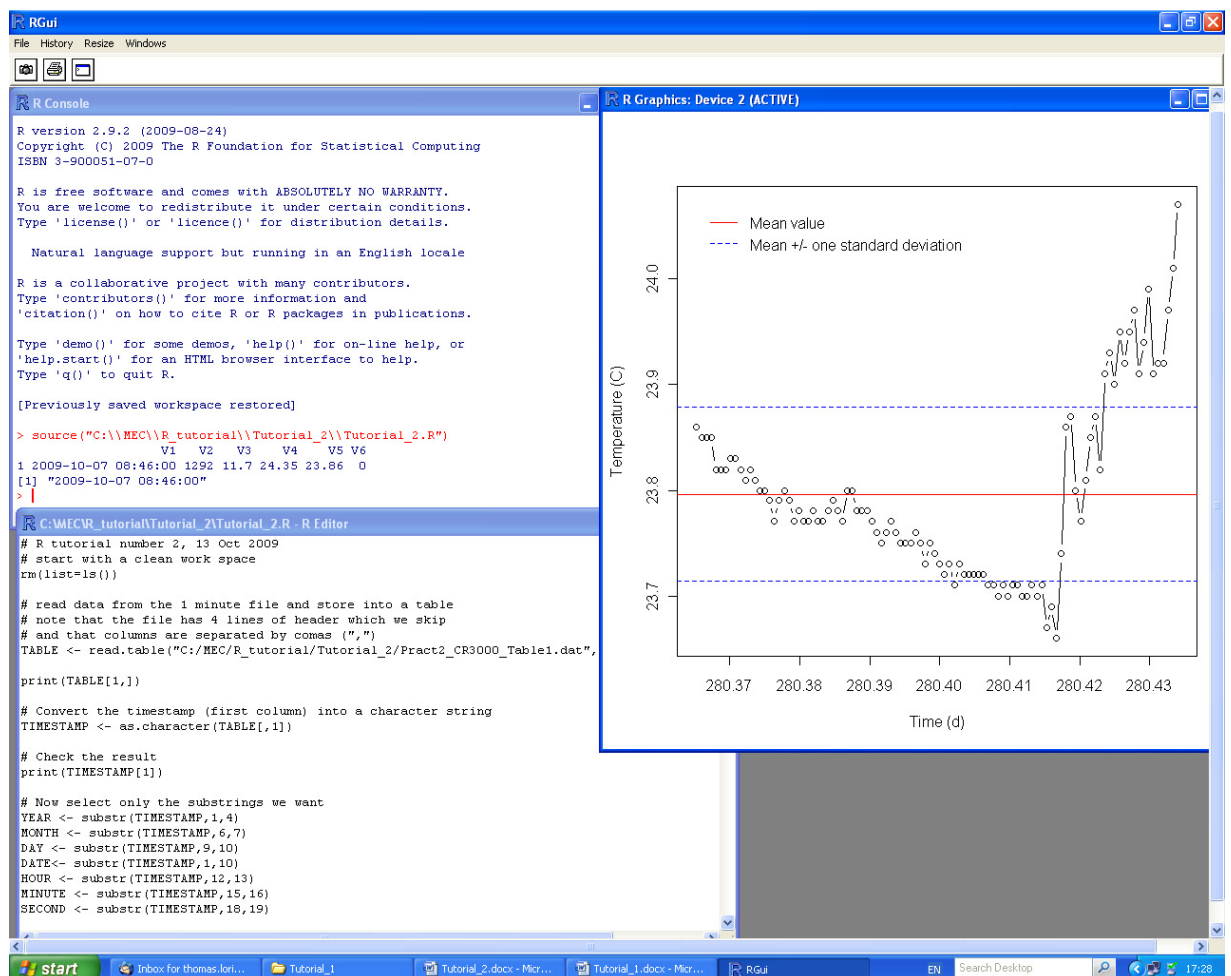 RGui
File History Resize Windows
R Console
R version 2.9.2 (2009-08-24)
Copyright (C) 2009 The R Foundation for Statistical Computing
ISBN 3-900051-07-0
R is free software and comes with ABSOLUTELY NO WARRANTY.
You are welcome to redistribute it under certain conditions.
Type 'license()' or 'licence()' for distribution details.
Natural language support but running in an English locale
R is a collaborative project with many contributors.
Type 'contributors()' for more information and
'citation()' on how to cite R or R packages in publications.
Type 'demo()' for some demos, 'help()' for on-line help, or
'help.start()' for an HTML browser interface to help.
Type 'q()' to quit R.
[Previously saved workspace restored]
> source("C:\\MEC\\R_tutorial\\Tutorial_2\\Tutorial_2.R")
V1 V2 V3 V4 V5 V6
1 2009-10-07 08:46:00 1292 11.7 24.35 23.86 0
[1] "2009-10-07 08:46:00"
>
C:\MEC\R_tutorial\Tutorial_2\Tutorial_2.R - R Editor
# R tutorial number 2, 13 Oct 2009
# start with a clean work space
rm(list=ls())
# read data from the 1 minute file and store into a table
# note that the file has 4 lines of header which we skip
# and that columns are separated by comas (",")
TABLE <- read.table("C:/MEC/R_tutorial/Tutorial_2/Pract2_CR3000_Table1.dat",
print(TABLE[1,])
# Convert the timestamp (first column) into a character string
TIMESTAMP <- as.character(TABLE[,1])
# Check the result
print(TIMESTAMP[1])
# Now select only the substrings we want
YEAR <- substr(TIMESTAMP,1,4)
MONTH <- substr(TIMESTAMP,6,7)
DAY <- substr(TIMESTAMP,9,10)
DATE<- substr(TIMESTAMP,1,10)
HOUR <- substr(TIMESTAMP,12,13)
MINUTE <- substr(TIMESTAMP,15,16)
SECOND <- substr(TIMESTAMP,18,19)
R Graphics: Device 2 (ACTIVE)
Mean value
Mean +/- one standard deviation
Temperature (C)
24.0
23.9
23.8
23.7
280.37 280.38 280.39 280.40 280.41 280.42 280.43
Time (d)
start
Inbox for thomas.lori...
Tutorial_1
Tutorial_2.docx - Micr...
Tutorial_1.docx - Micr...
RGui
EN
Search Desktop
17:28